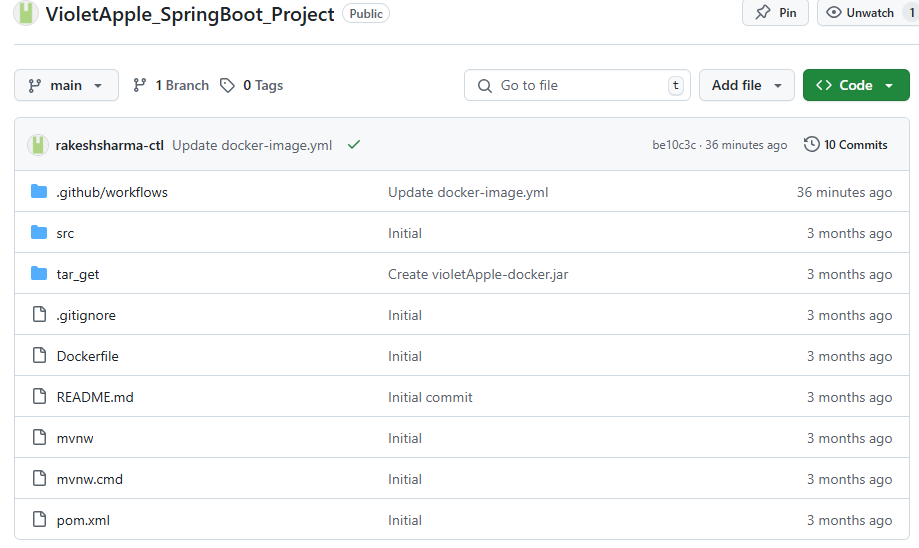 VioletApple_SpringBoot_Project Public Pin Unwatch 1
main 1 Branch 0 Tags Go to file t Add file Code
rakeshsharma-ctl Update docker-image.yml be10c3c · 36 minutes ago 10 Commits
.github/workflows Update docker-image.yml 36 minutes ago
src Initial 3 months ago
tar_get Create violetApple-docker.jar 3 months ago
.gitignore Initial 3 months ago
Dockerfile Initial 3 months ago
README.md Initial commit 3 months ago
mvnw Initial 3 months ago
mvnw.cmd Initial 3 months ago
pom.xml Initial 3 months ago